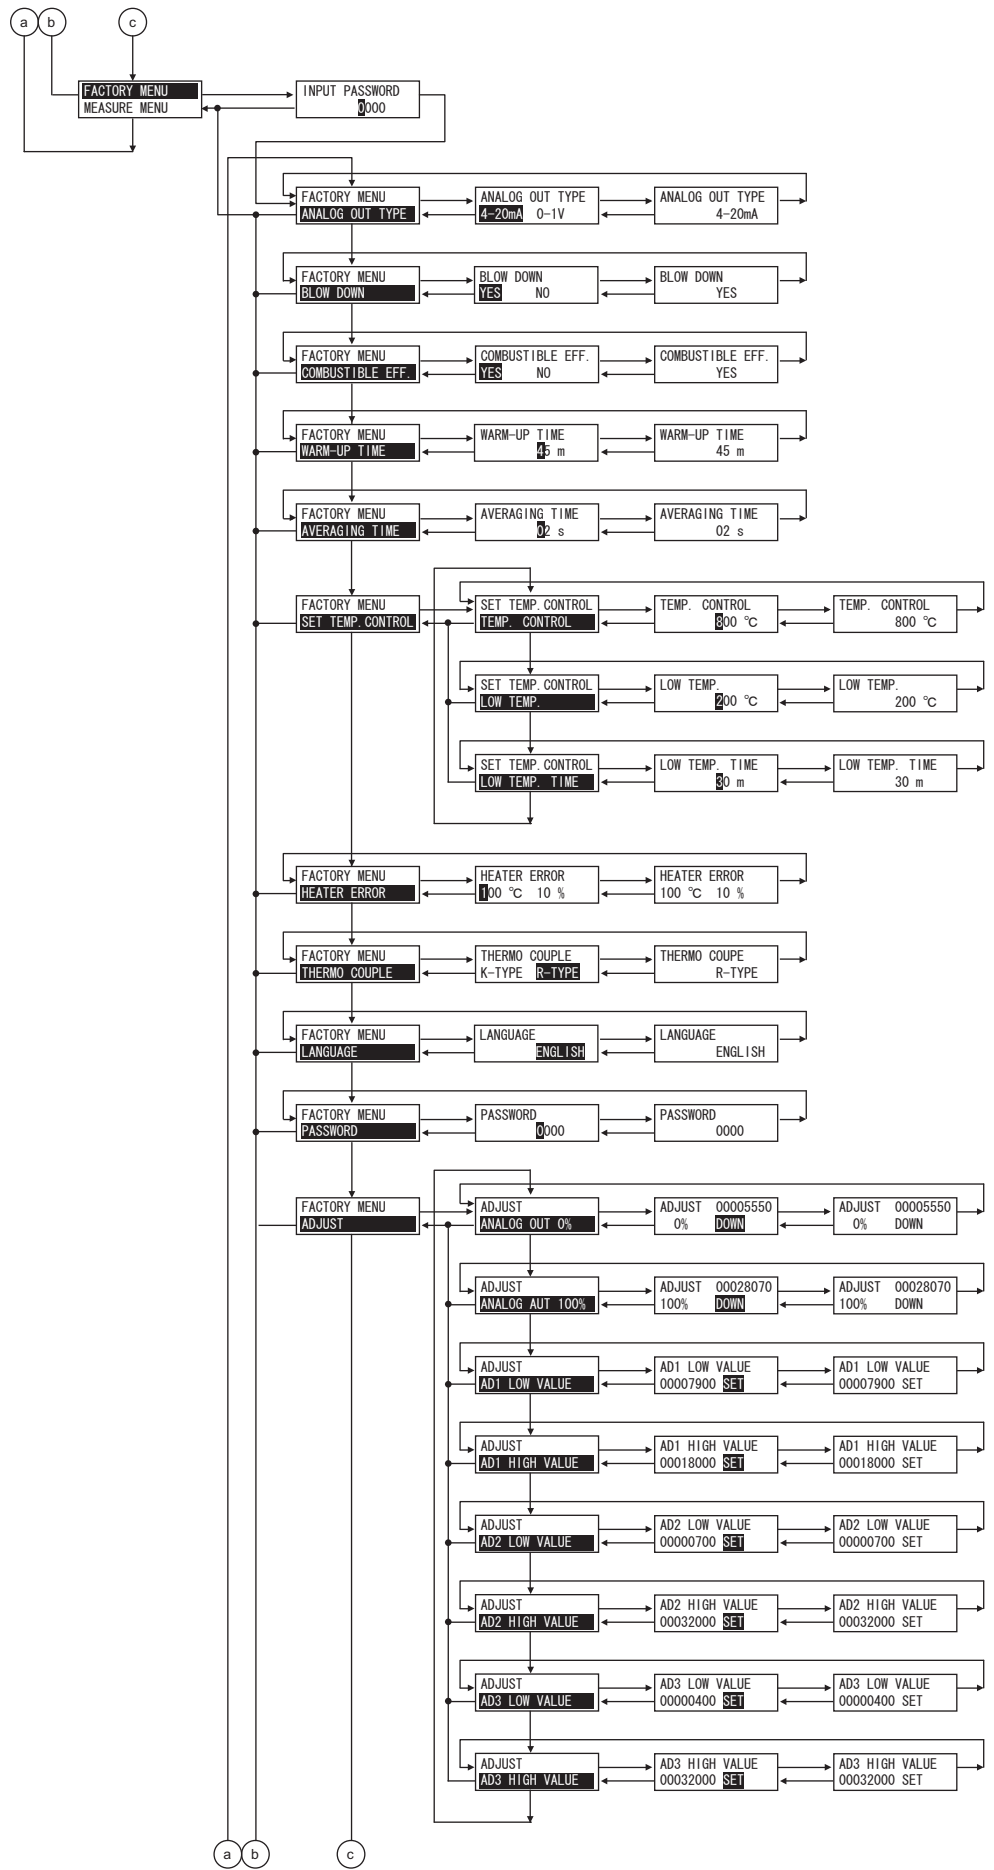 a b c
FACTORY MENU
MEASURE MENU
INPUT PASSWORD
0000
FACTORY MENU
ANALOG OUT TYPE
ANALOG OUT TYPE
4-20mA 0-1V
ANALOG OUT TYPE
4-20mA
FACTORY MENU
BLOW DOWN
BLOW DOWN
YES NO
BLOW DOWN
YES
FACTORY MENU
COMBUSTIBLE EFF.
COMBUSTIBLE EFF.
YES NO
COMBUSTIBLE EFF.
YES
FACTORY MENU
WARM-UP TIME
WARM-UP TIME
45 m
WARM-UP TIME
45 m
FACTORY MENU
AVERAGING TIME
AVERAGING TIME
02 s
AVERAGING TIME
02 s
FACTORY MENU
SET TEMP.CONTROL
SET TEMP.CONTROL
TEMP. CONTROL
TEMP. CONTROL
800 ℃
TEMP. CONTROL
800 ℃
SET TEMP.CONTROL
LOW TEMP.
LOW TEMP.
200 ℃
LOW TEMP.
200 ℃
SET TEMP.CONTROL
LOW TEMP. TIME
LOW TEMP. TIME
30 m
LOW TEMP. TIME
30 m
FACTORY MENU
HEATER ERROR
HEATER ERROR
100 ℃ 10 %
HEATER ERROR
100 ℃ 10 %
FACTORY MENU
THERMO COUPLE
THERMO COUPLE
K-TYPE R-TYPE
THERMO COUPE
R-TYPE
FACTORY MENU
LANGUAGE
LANGUAGE
ENGLISH
LANGUAGE
ENGLISH
FACTORY MENU
PASSWORD
PASSWORD
0000
PASSWORD
0000
FACTORY MENU
ADJUST
ADJUST
ANALOG OUT 0%
ADJUST 00005550
0% DOWN
ADJUST 00005550
0% DOWN
ADJUST
ANALOG AUT 100%
ADJUST 00028070
100% DOWN
ADJUST 00028070
100% DOWN
ADJUST
AD1 LOW VALUE
AD1 LOW VALUE
00007900 SET
AD1 LOW VALUE
00007900 SET
ADJUST
AD1 HIGH VALUE
AD1 HIGH VALUE
00018000 SET
AD1 HIGH VALUE
00018000 SET
ADJUST
AD2 LOW VALUE
AD2 LOW VALUE
00000700 SET
AD2 LOW VALUE
00000700 SET
ADJUST
AD2 HIGH VALUE
AD2 HIGH VALUE
00032000 SET
AD2 HIGH VALUE
00032000 SET
ADJUST
AD3 LOW VALUE
AD3 LOW VALUE
00000400 SET
AD3 LOW VALUE
00000400 SET
ADJUST
AD3 HIGH VALUE
AD3 HIGH VALUE
00032000 SET
AD3 HIGH VALUE
00032000 SET
a b c